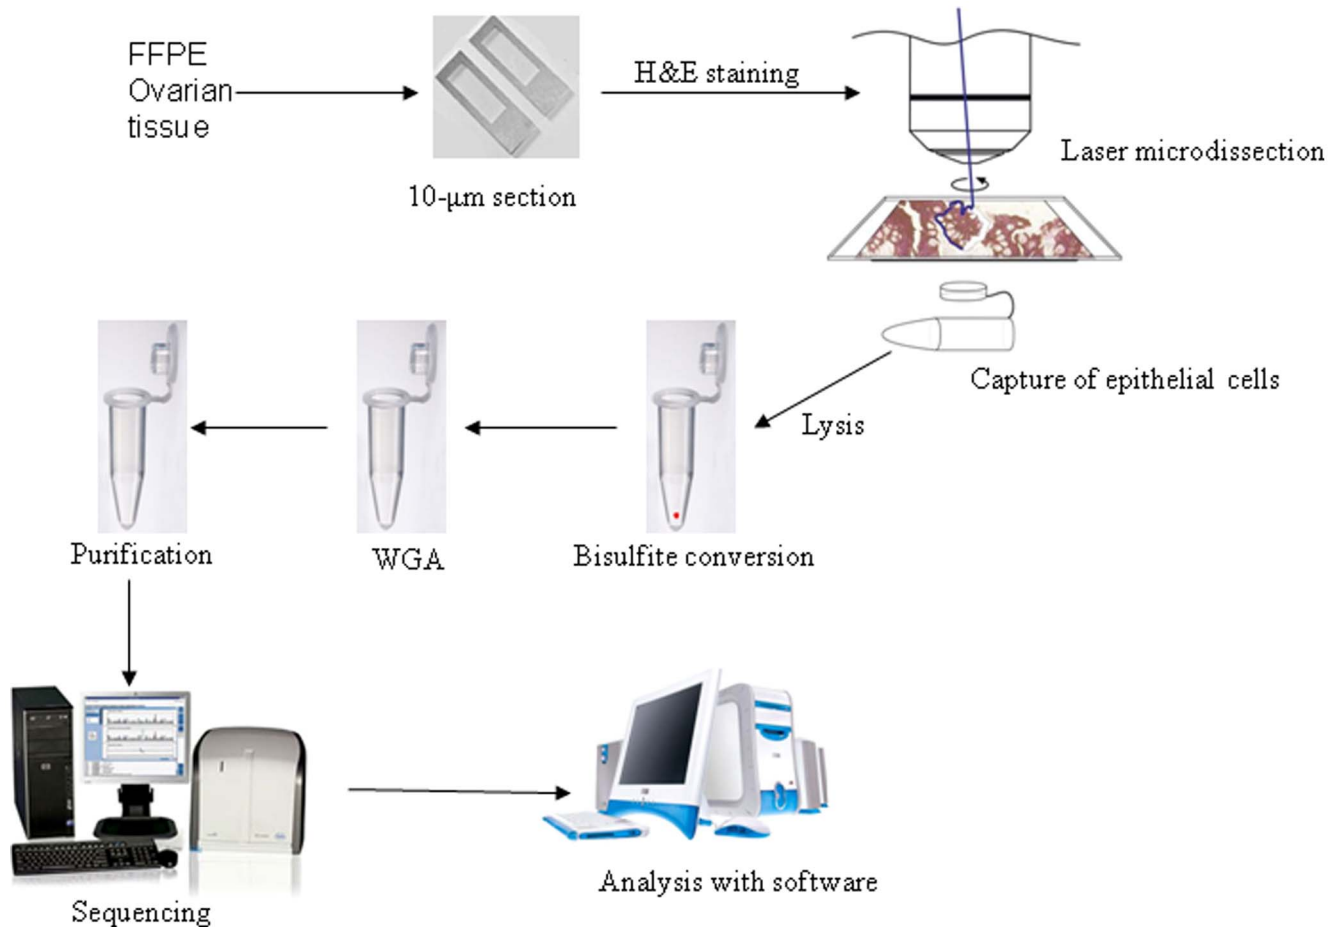 FFPE
Ovarian
tissue
10-μm section
H&E staining
Laser microdissection
Capture of epithelial cells
Lysis
Bisulfite conversion
WGA
Purification
Sequencing
Analysis with software